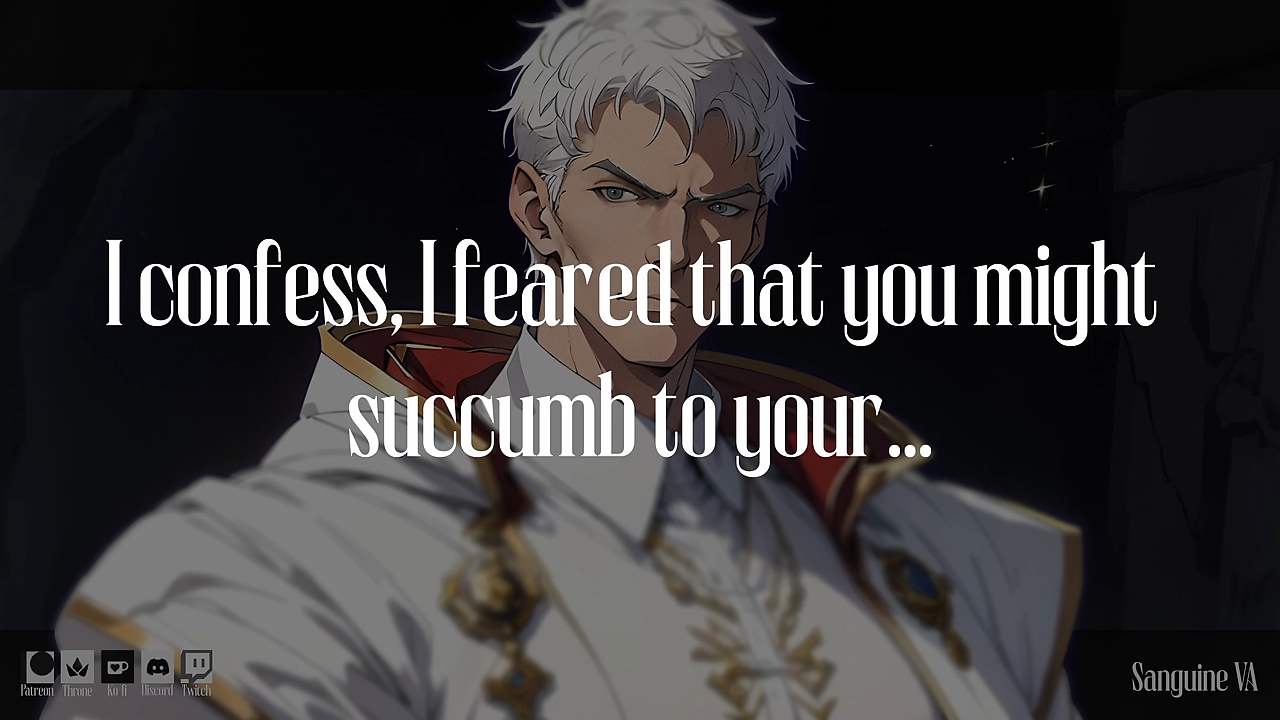 I confess, I feared that you might
succumb to your ...
Patreon Throne Ko fi Discord Twitch
Sanguine VA